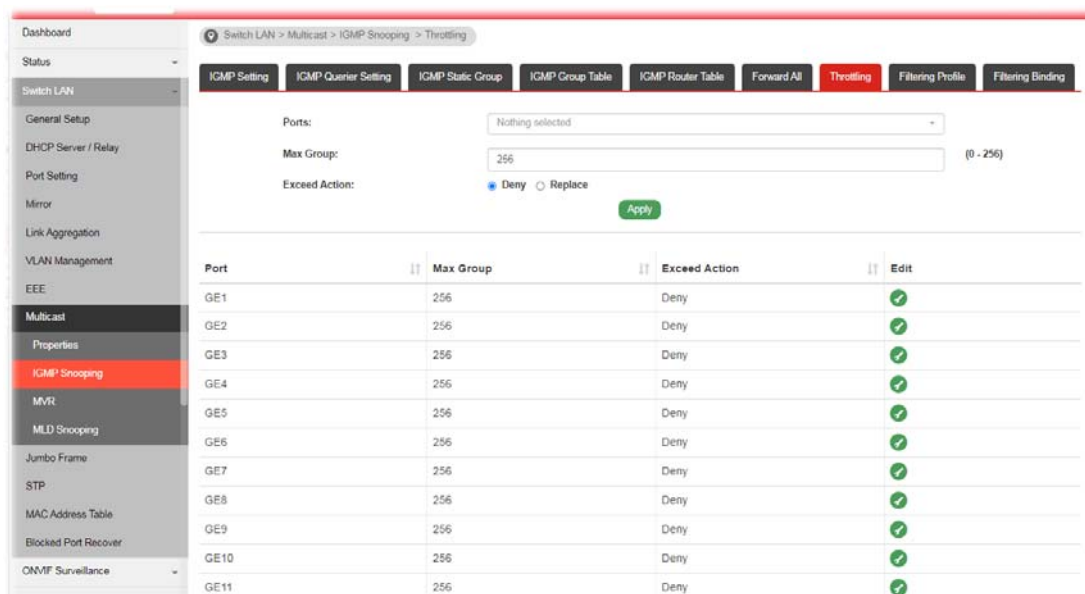 Dashboard
Status
Switch LAN
General Setup
DHCP Server / Relay
Port Setting
Mirror
Link Aggregation
VLAN Management
EEE
Multicast
Properties
IGMP Snooping
MVR
MLD Snooping
Jumbo Frame
STP
MAC Address Table
Blocked Port Recover
ONVIF Surveillance
Switch LAN > Multicast > IGMP Snooping > Throttling
IGMP Setting IGMP Querier Setting IGMP Static Group IGMP Group Table IGMP Router Table Forward All Throttling Filtering Profile Filtering Binding
Ports: Nothing selected
Max Group: 256 (0 - 256)
Exceed Action: Deny Replace
Apply
Port Max Group Exceed Action Edit
GE1 256 Deny
GE2 256 Deny
GE3 256 Deny
GE4 256 Deny
GE5 256 Deny
GE6 256 Deny
GE7 256 Deny
GE8 256 Deny
GE9 256 Deny
GE10 256 Deny
GE11 256 Deny